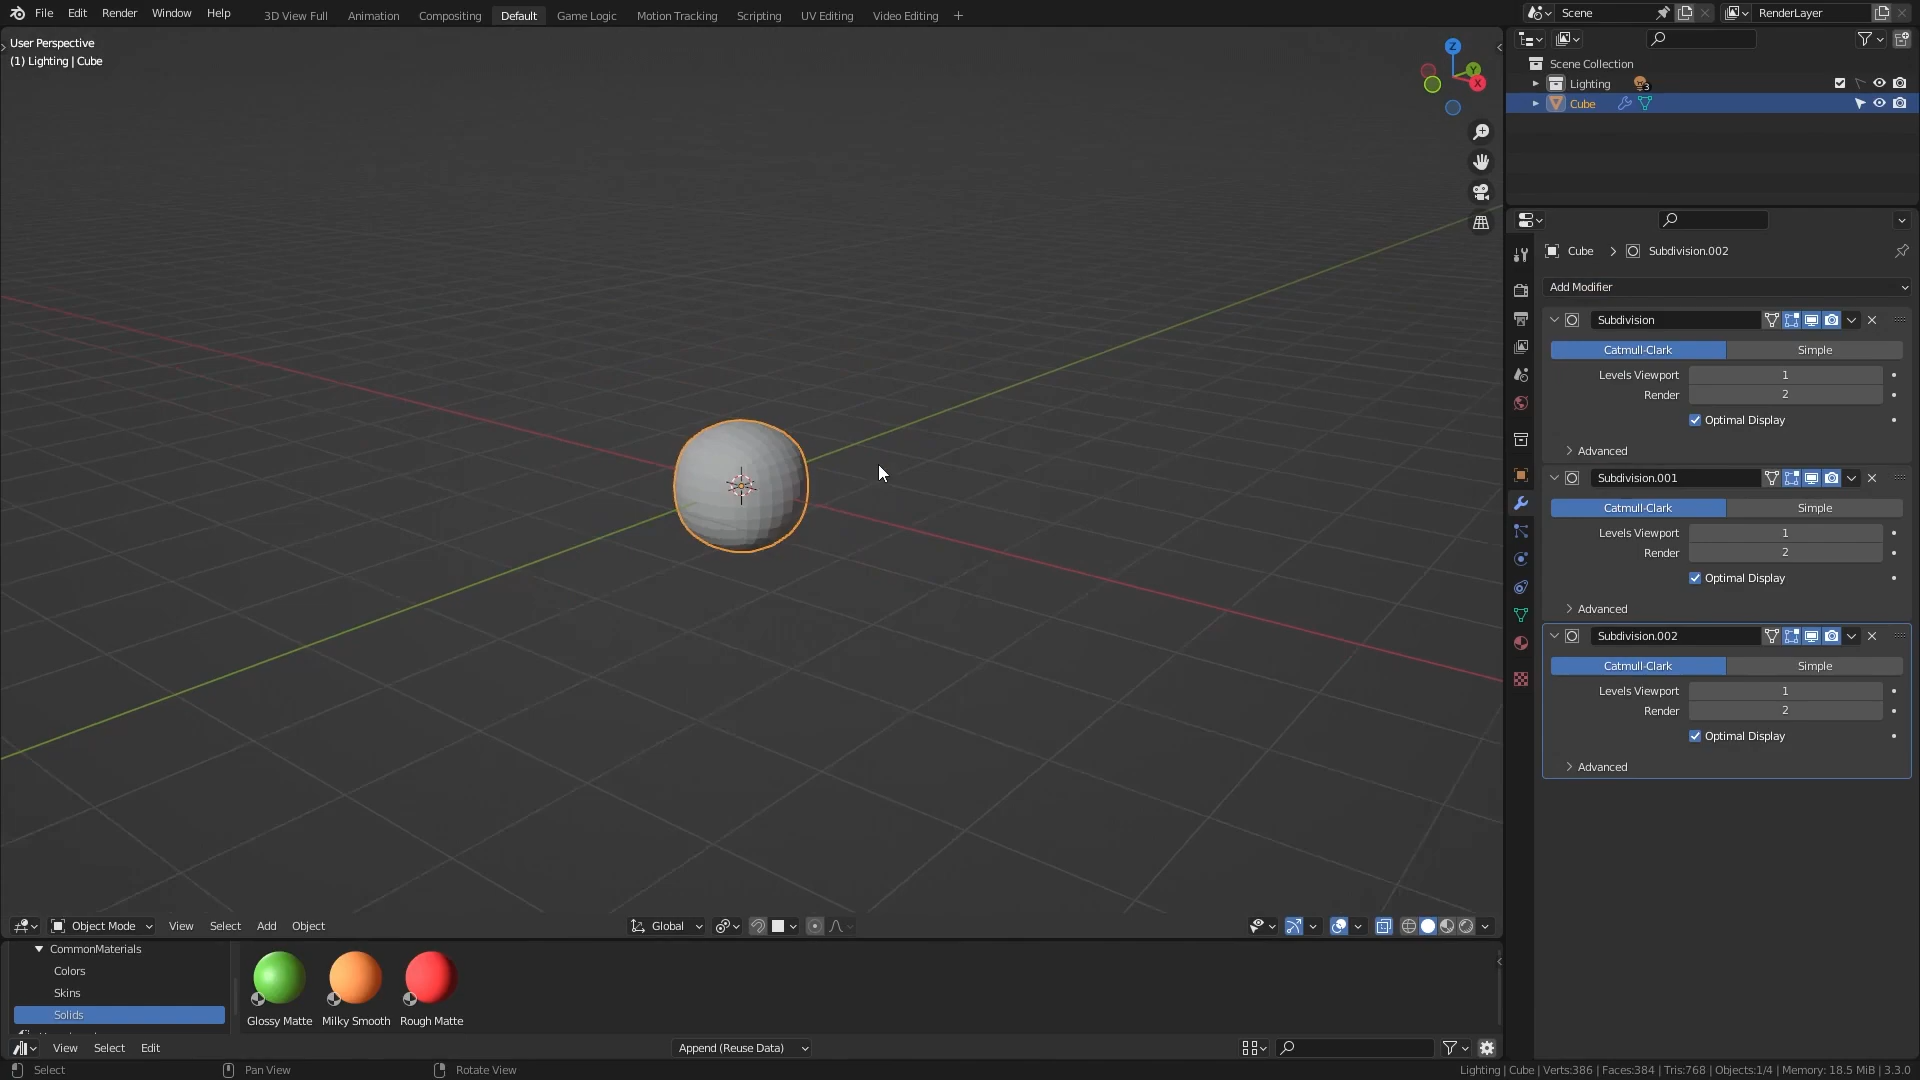 File Edit Render Window Help 3D View Full Animation Compositing Default Game Logic Motion Tracking Scripting UV Editing Video Editing + Scene RenderLayer
User Perspective
(1) Lighting | Cube
Z
Y
X
Scene Collection
Lighting 3
Cube
Cube > Subdivision.002
Add Modifier
Subdivision
Catmull-Clark Simple
Levels Viewport 1
Render 2
Optimal Display
Advanced
Subdivision.001
Catmull-Clark Simple
Levels Viewport 1
Render 2
Optimal Display
Advanced
Subdivision.002
Catmull-Clark Simple
Levels Viewport 1
Render 2
Optimal Display
Advanced
Object Mode View Select Add Object Global
CommonMaterials
Colors
Skins
Solids
Glossy Matte Milky Smooth Rough Matte
View Select Edit Append (Reuse Data)
Select Pan View Rotate View Lighting | Cube | Verts:386 | Faces:384 | Tris:768 | Objects:1/4 | Memory: 18.5 MiB | 3.3.0